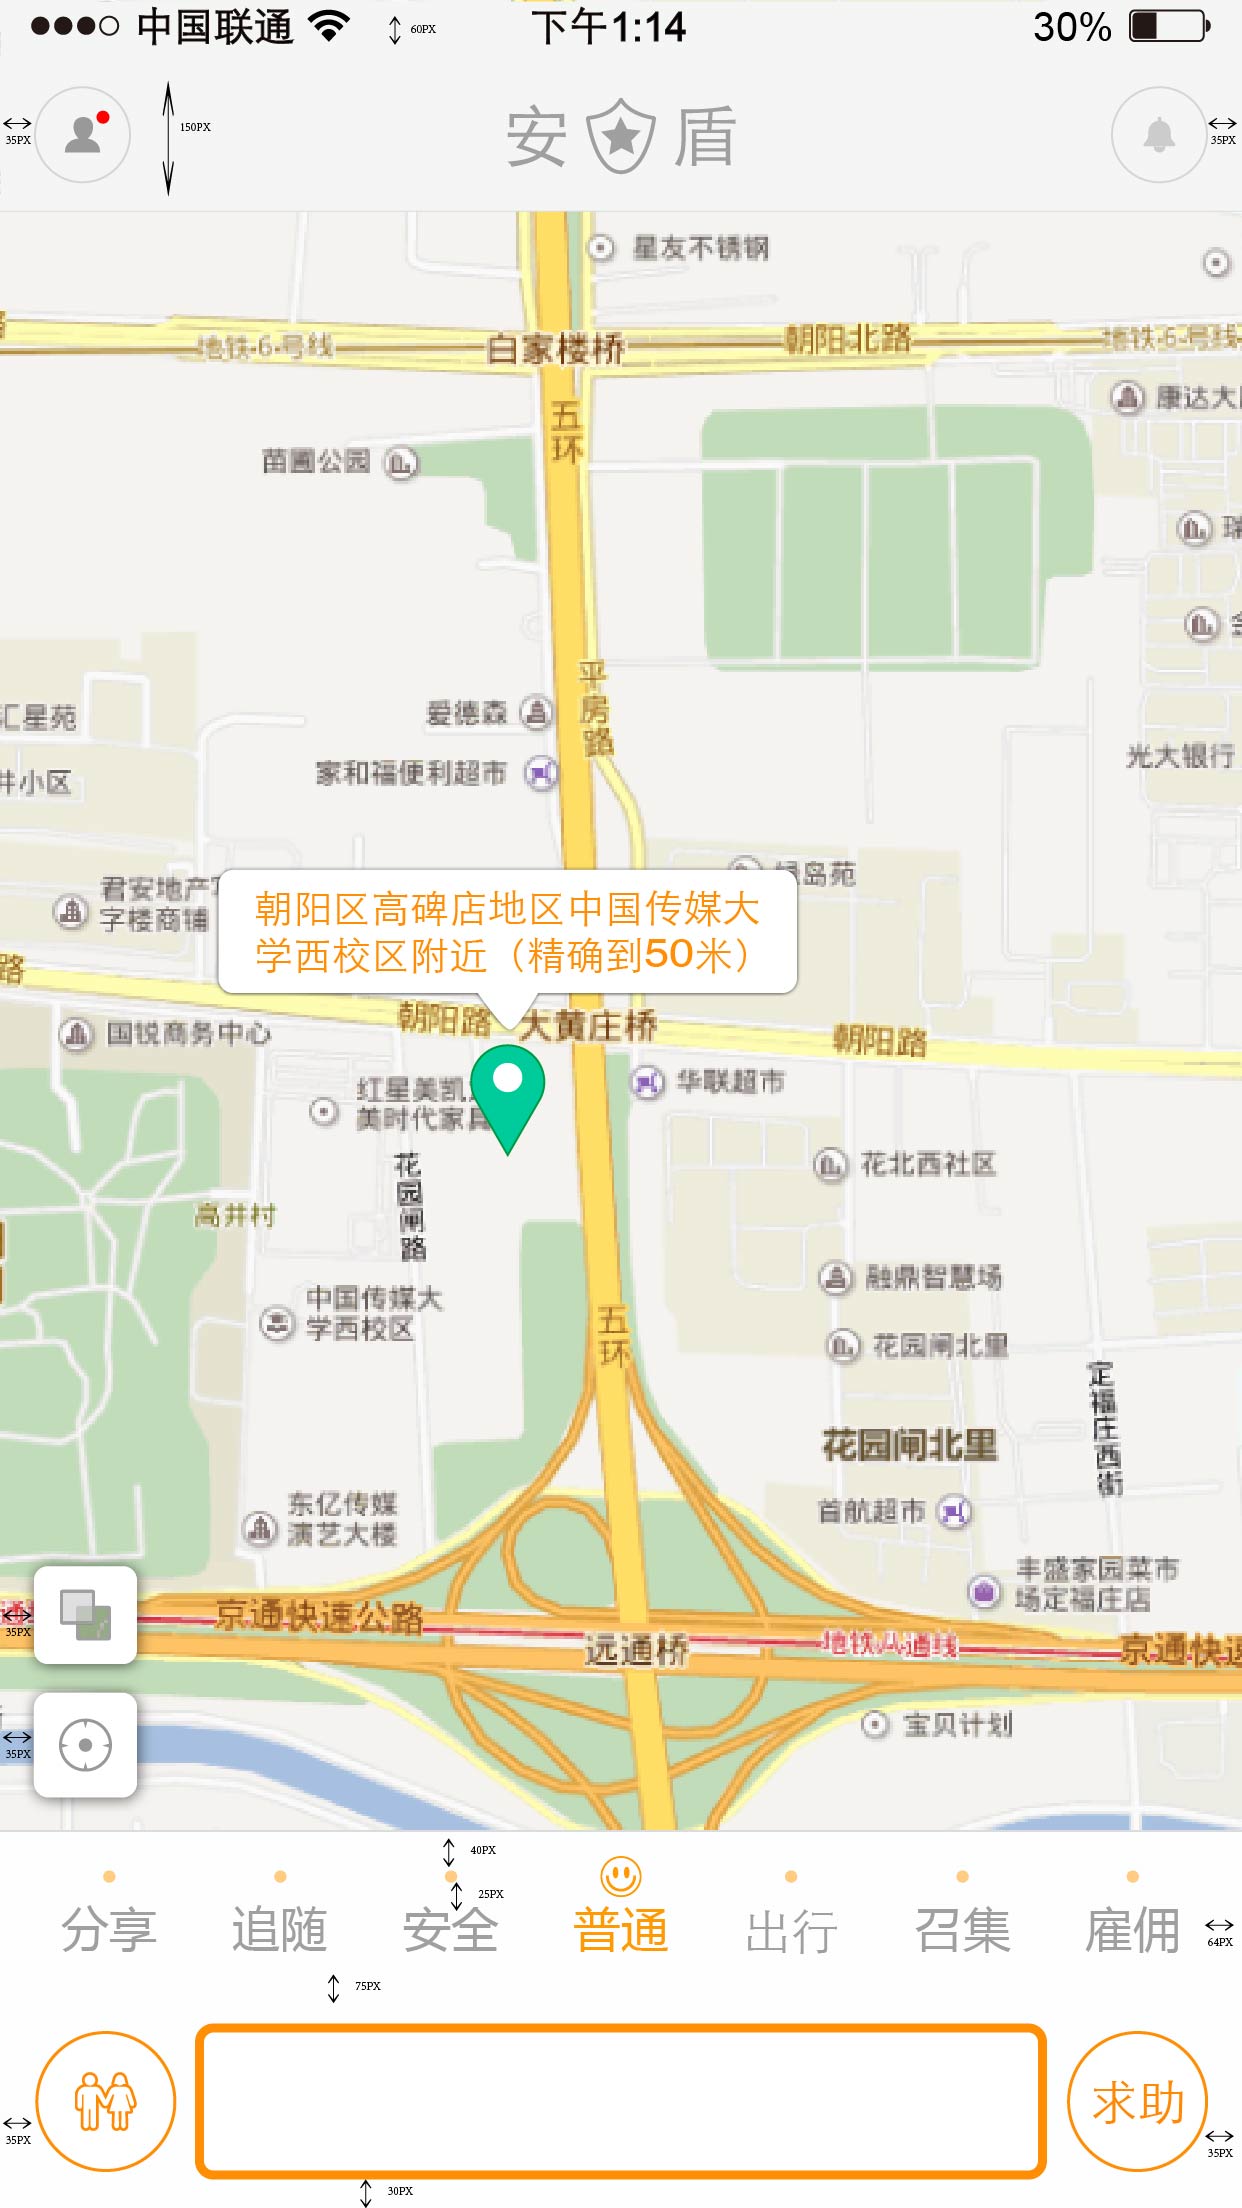 中国联通
60PX
下午1:14
30%
35PX
150PX
安盾
35PX
星友不锈钢
地铁6号线
白家楼桥
朝阳北路
地铁6号线
康达大
五环
苗圃公园
平房路
汇星苑
爱德森
井小区
家和福便利超市
光大银行
绿岛苑
君安地产
字楼商铺
朝阳区高碑店地区中国传媒大
学西校区附近（精确到50米）
路
朝阳路
大黄庄桥
朝阳路
国锐商务中心
华联超市
红星美凯
美时代家具
花园闸路
花北西社区
高井村
融鼎智慧场
中国传媒大
学西校区
五环
花园闸北里
定福庄西街
花园闸北里
首航超市
东亿传媒
演艺大楼
丰盛家园菜市
场定福庄店
京通快速公路
35PX
远通桥
地铁八通线
京通快速
宝贝计划
35PX
40PX
25PX
分享
追随
安全
普通
出行
召集
雇佣
64PX
75PX
求助
35PX
35PX
30PX